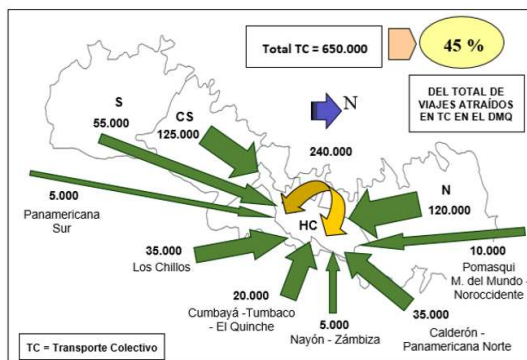 Total TC = 650.000
45 %
DEL TOTAL DE
VIAJES ATRAÍDOS
EN TC EN EL DMQ
N
S
55.000
CS
125.000
240.000
5.000
Panamericana
Sur
HC
N
120.000
35.000
Los Chillos
10.000
Pomasqui
M. del Mundo -
Noroccidente
20.000
Cumbayá -Tumbaco
- El Quinche
5.000
Nayón - Zámbiza
35.000
Calderón -
Panamericana Norte
TC = Transporte Colectivo